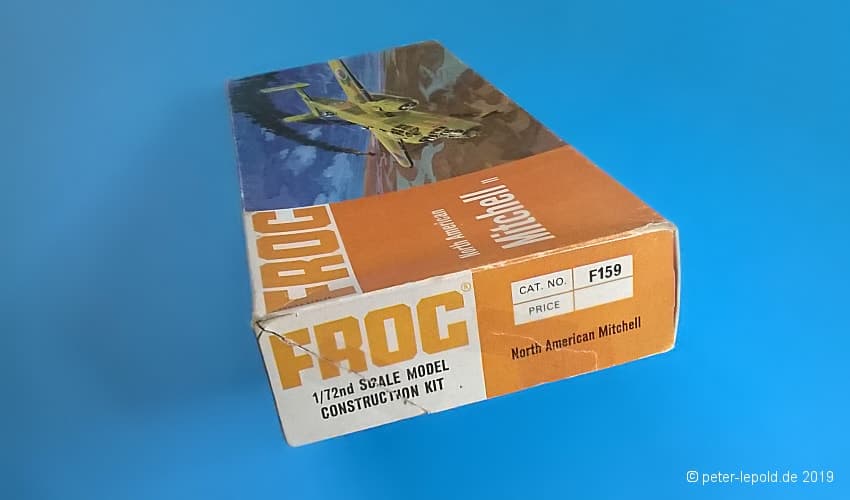 FROC
North American
Mitchell II
FROG®
1/72nd SCALE MODEL
CONSTRUCTION KIT
CAT. NO. F159
PRICE
North American Mitchell
© peter-lepold.de 2019